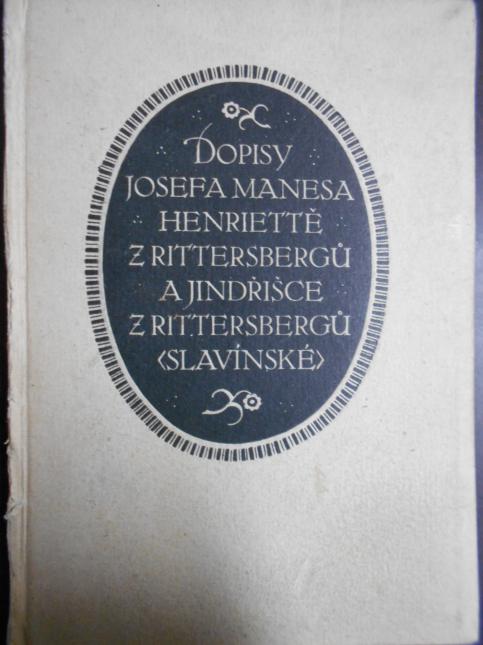 DOPISY
JOSEFA MANESA
HENRIETTĚ
Z RITTERSBERGŮ
A JINDŘIŠCE
Z RITTERSBERGŮ
‹SLAVÍNSKÉ›